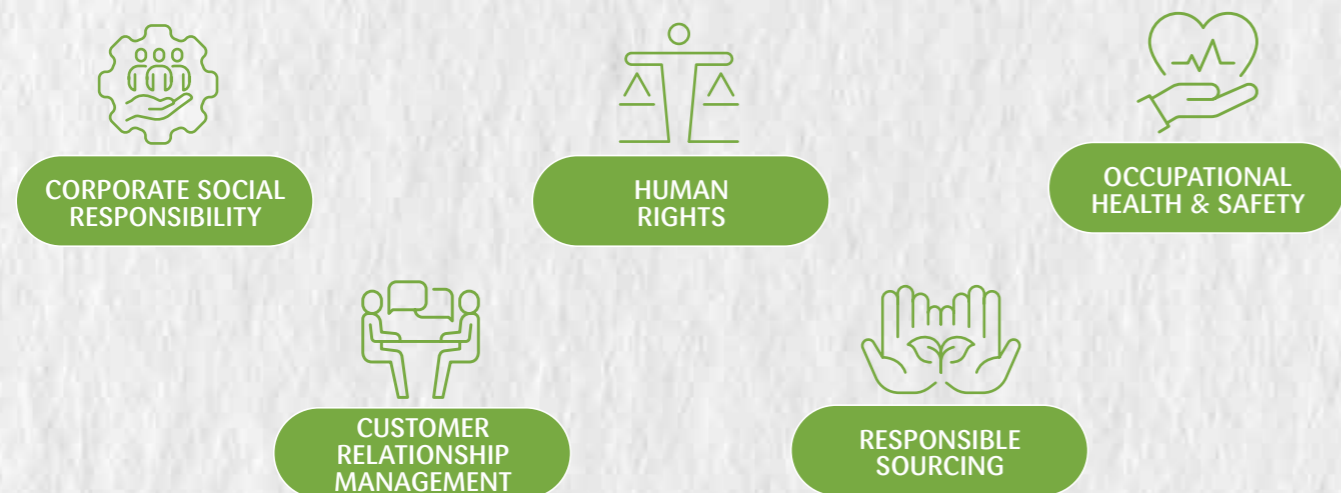 CORPORATE SOCIAL
RESPONSIBILITY
HUMAN
RIGHTS
OCCUPATIONAL
HEALTH & SAFETY
CUSTOMER
RELATIONSHIP
MANAGEMENT
RESPONSIBLE
SOURCING